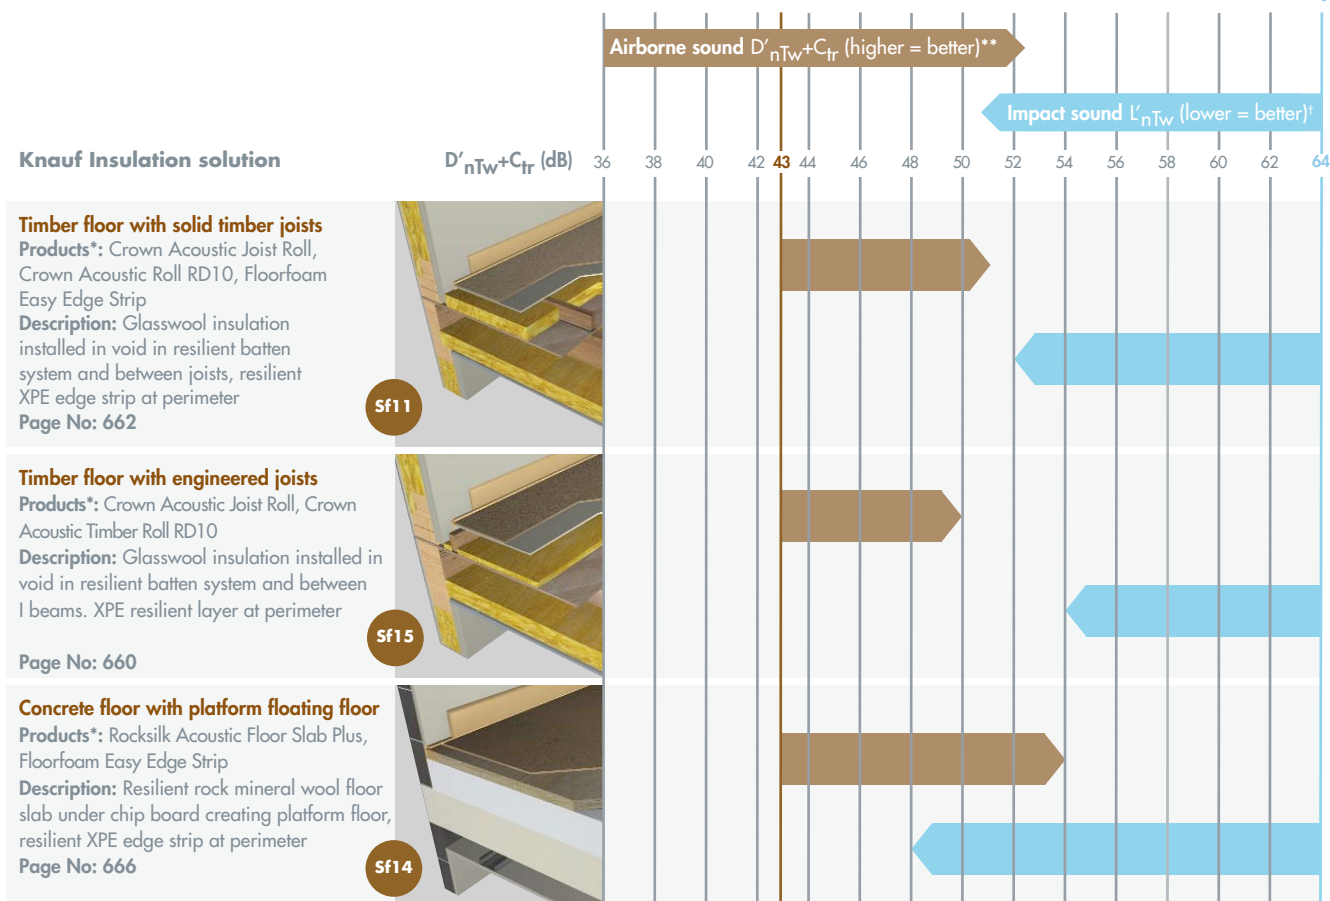 Airborne sound D’nTw+Ctr (higher = better)**
Impact sound L’nTw (lower = better)†
Knauf Insulation solution D’nTw+Ctr (dB) 36 38 40 42 43 44 46 48 50 52 54 56 58 60 62 64
Timber floor with solid timber joists
Products*: Crown Acoustic Joist Roll,
Crown Acoustic Roll RD10, Floorfoam
Easy Edge Strip
Description: Glasswool insulation
installed in void in resilient batten
system and between joists, resilient
XPE edge strip at perimeter
Page No: 662
Sf11
Timber floor with engineered joists
Products*: Crown Acoustic Joist Roll, Crown
Acoustic Timber Roll RD10
Description: Glasswool insulation installed in
void in resilient batten system and between
I beams. XPE resilient layer at perimeter
Page No: 660
Sf15
Concrete floor with platform floating floor
Products*: Rocksilk Acoustic Floor Slab Plus,
Floorfoam Easy Edge Strip
Description: Resilient rock mineral wool floor
slab under chip board creating platform floor,
resilient XPE edge strip at perimeter
Page No: 666
Sf14